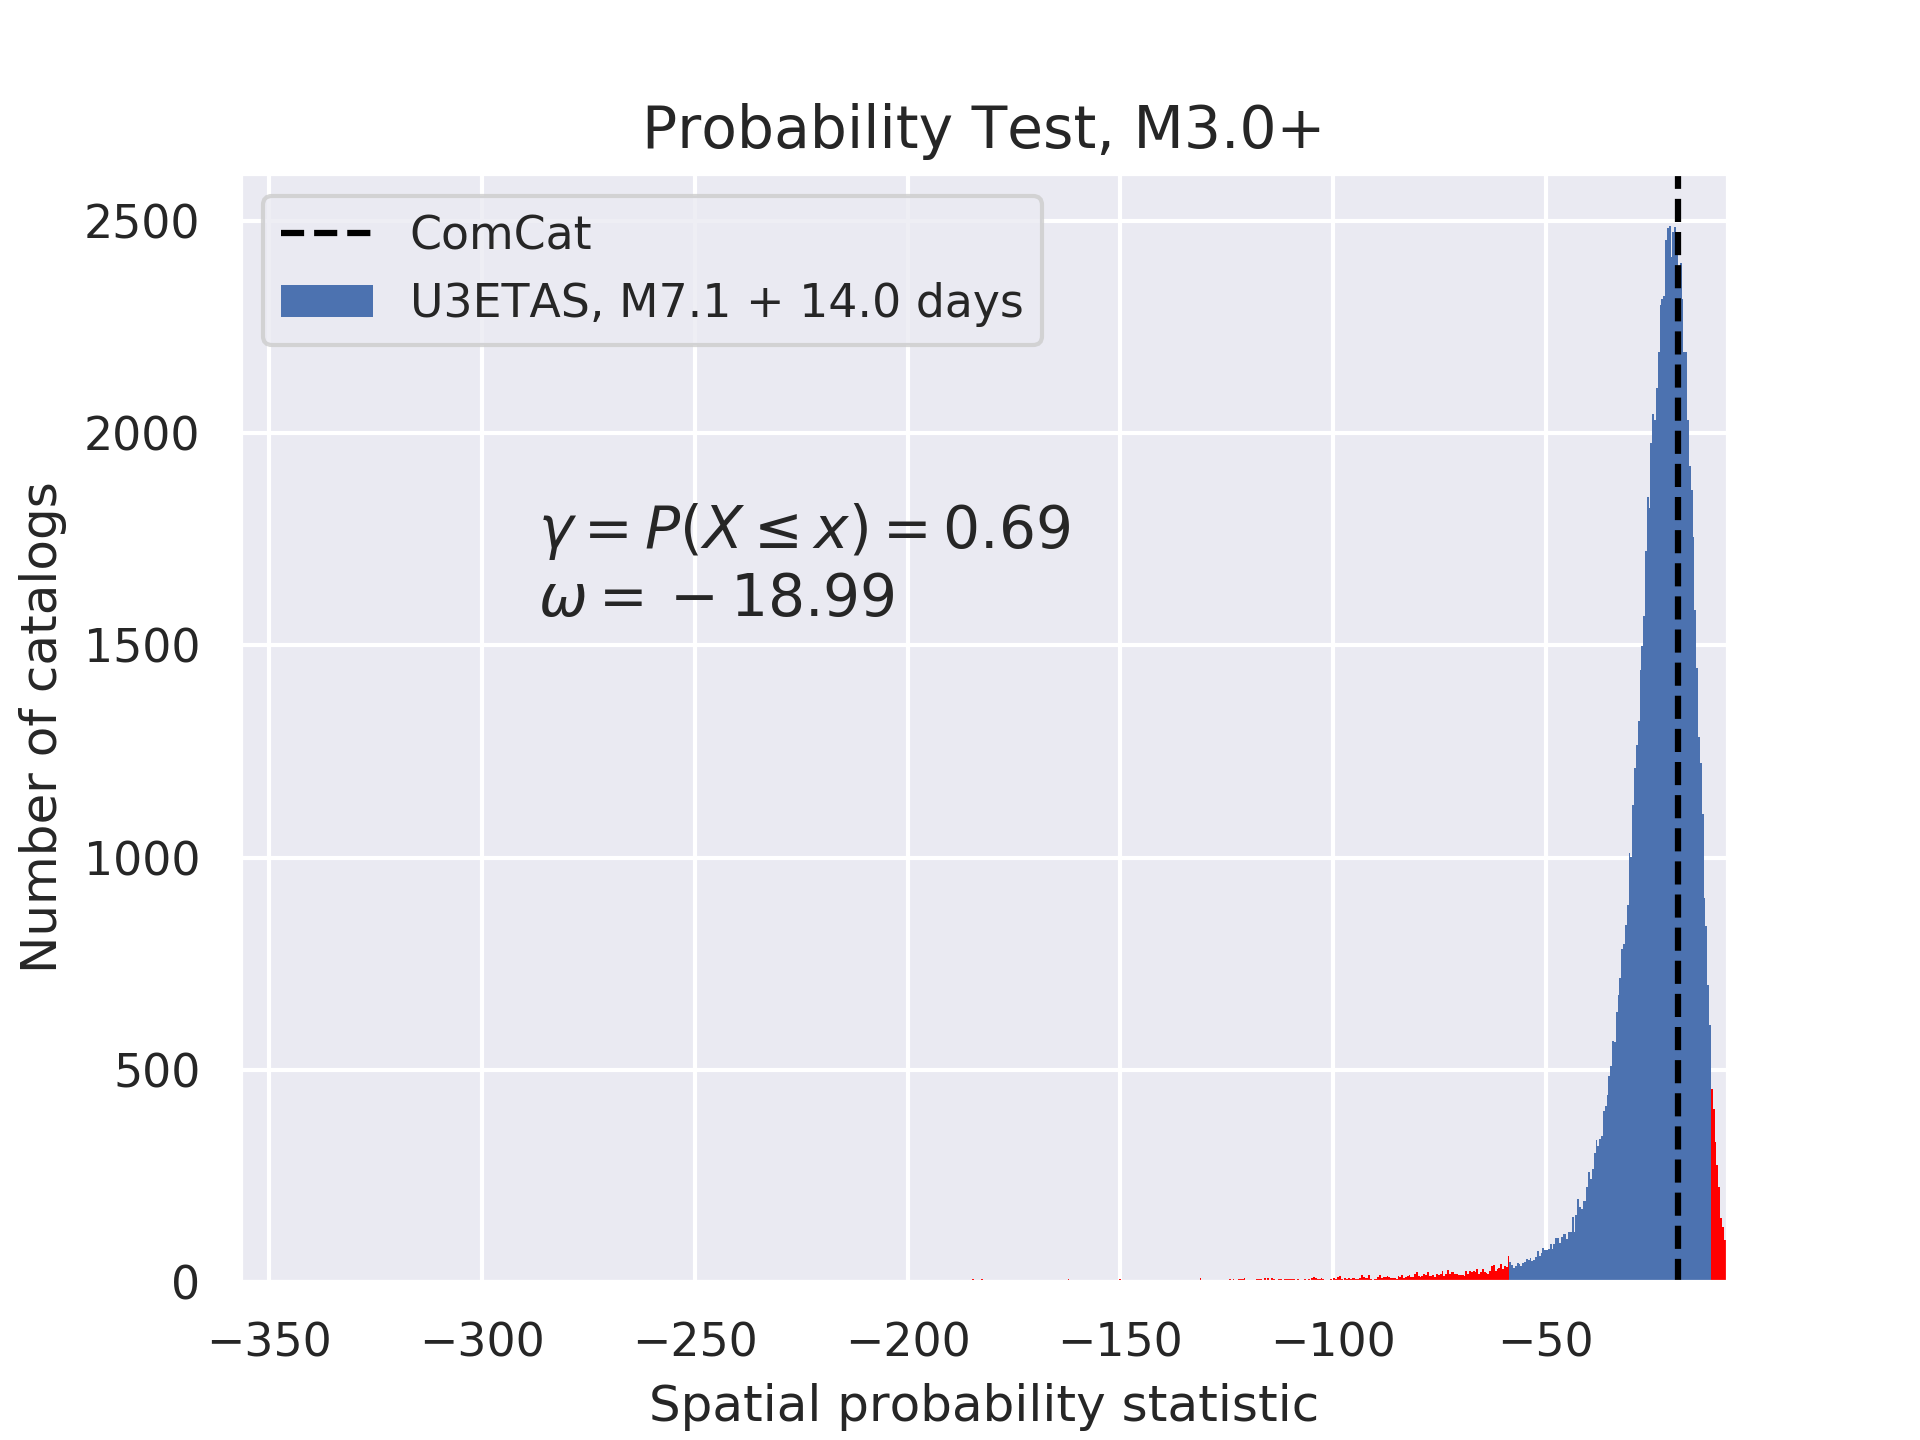 Probability Test, M3.0+
ComCat
U3ETAS, M7.1 + 14.0 days
γ = P(X ≤ x) = 0.69
ω = − 18.99
Number of catalogs
2500
2000
1500
1000
500
0
−350 −300 −250 −200 −150 −100 −50
Spatial probability statistic